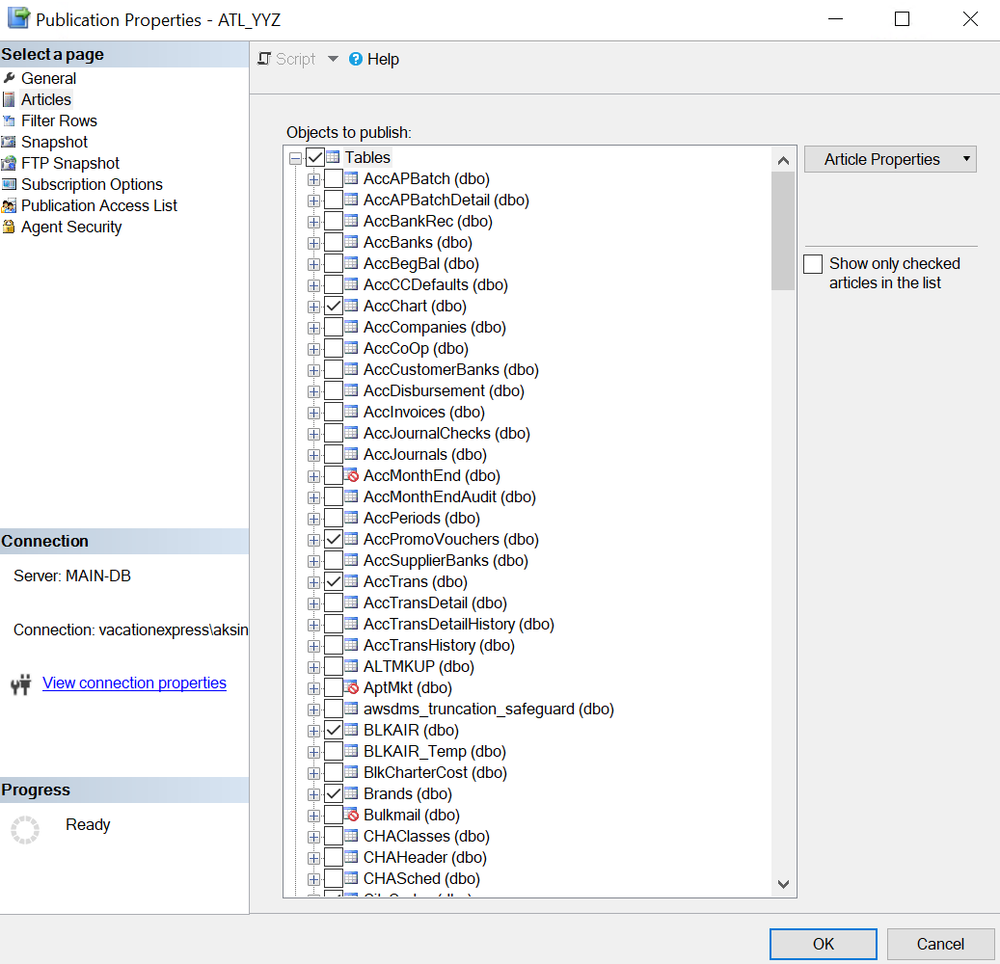 Publication Properties - ATL_YYZ
Select a page
General
Articles
Filter Rows
Snapshot
FTP Snapshot
Subscription Options
Publication Access List
Agent Security
Connection
Server: MAIN-DB
Connection: vacationexpress\aksin
View connection properties
Progress
Ready
Script
Help
Objects to publish:
Tables
AccAPBatch (dbo)
AccAPBatchDetail (dbo)
AccBankRec (dbo)
AccBanks (dbo)
AccBegBal (dbo)
AccCCDefaults (dbo)
AccChart (dbo)
AccCompanies (dbo)
AccCoOp (dbo)
AccCustomerBanks (dbo)
AccDisbursement (dbo)
AccInvoices (dbo)
AccJournalChecks (dbo)
AccJournals (dbo)
AccMonthEnd (dbo)
AccMonthEndAudit (dbo)
AccPeriods (dbo)
AccPromoVouchers (dbo)
AccSupplierBanks (dbo)
AccTrans (dbo)
AccTransDetail (dbo)
AccTransDetailHistory (dbo)
AccTransHistory (dbo)
ALTMKUP (dbo)
AptMkt (dbo)
awsdms_truncation_safeguard (dbo)
BLKAIR (dbo)
BLKAIR_Temp (dbo)
BlkCharterCost (dbo)
Brands (dbo)
Bulkmail (dbo)
CHAClasses (dbo)
CHAHeader (dbo)
CHASched (dbo)
Article Properties
Show only checked
articles in the list
OK
Cancel